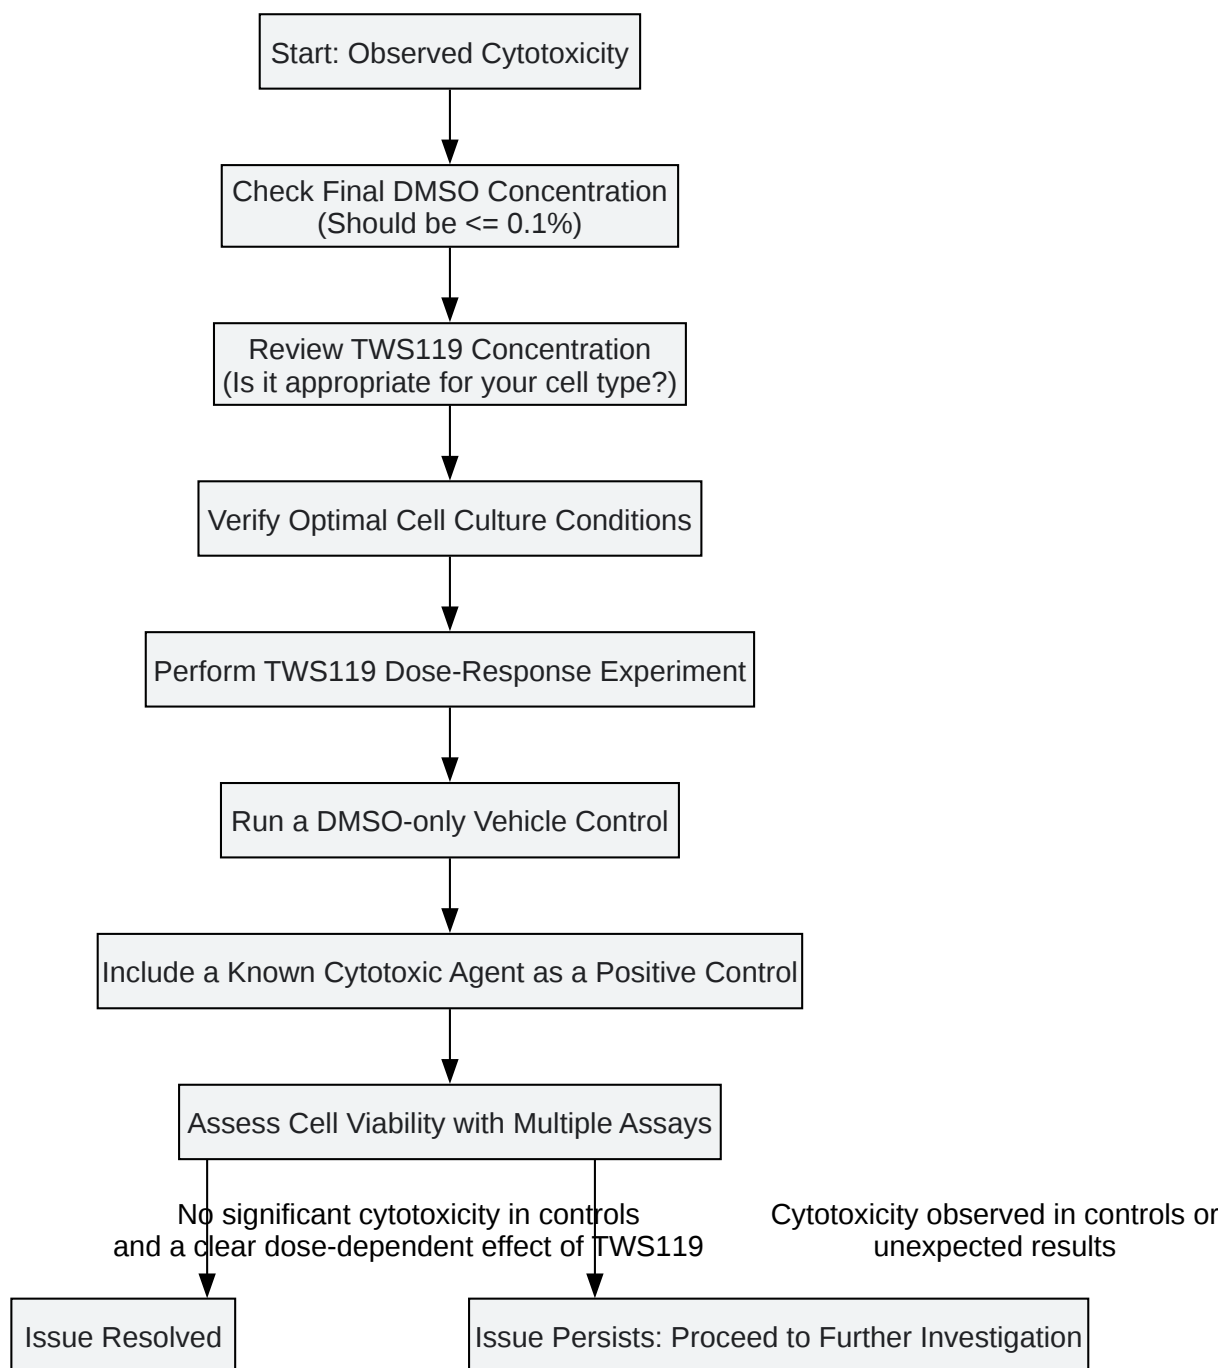 Start: Observed Cytotoxicity
Check Final DMSO Concentration
(Should be <= 0.1%)
Review TWS119 Concentration
(Is it appropriate for your cell type?)
Verify Optimal Cell Culture Conditions
Perform TWS119 Dose-Response Experiment
Run a DMSO-only Vehicle Control
Include a Known Cytotoxic Agent as a Positive Control
Assess Cell Viability with Multiple Assays
No significant cytotoxicity in controls
and a clear dose-dependent effect of TWS119
Cytotoxicity observed in controls or
unexpected results
Issue Resolved
Issue Persists: Proceed to Further Investigation